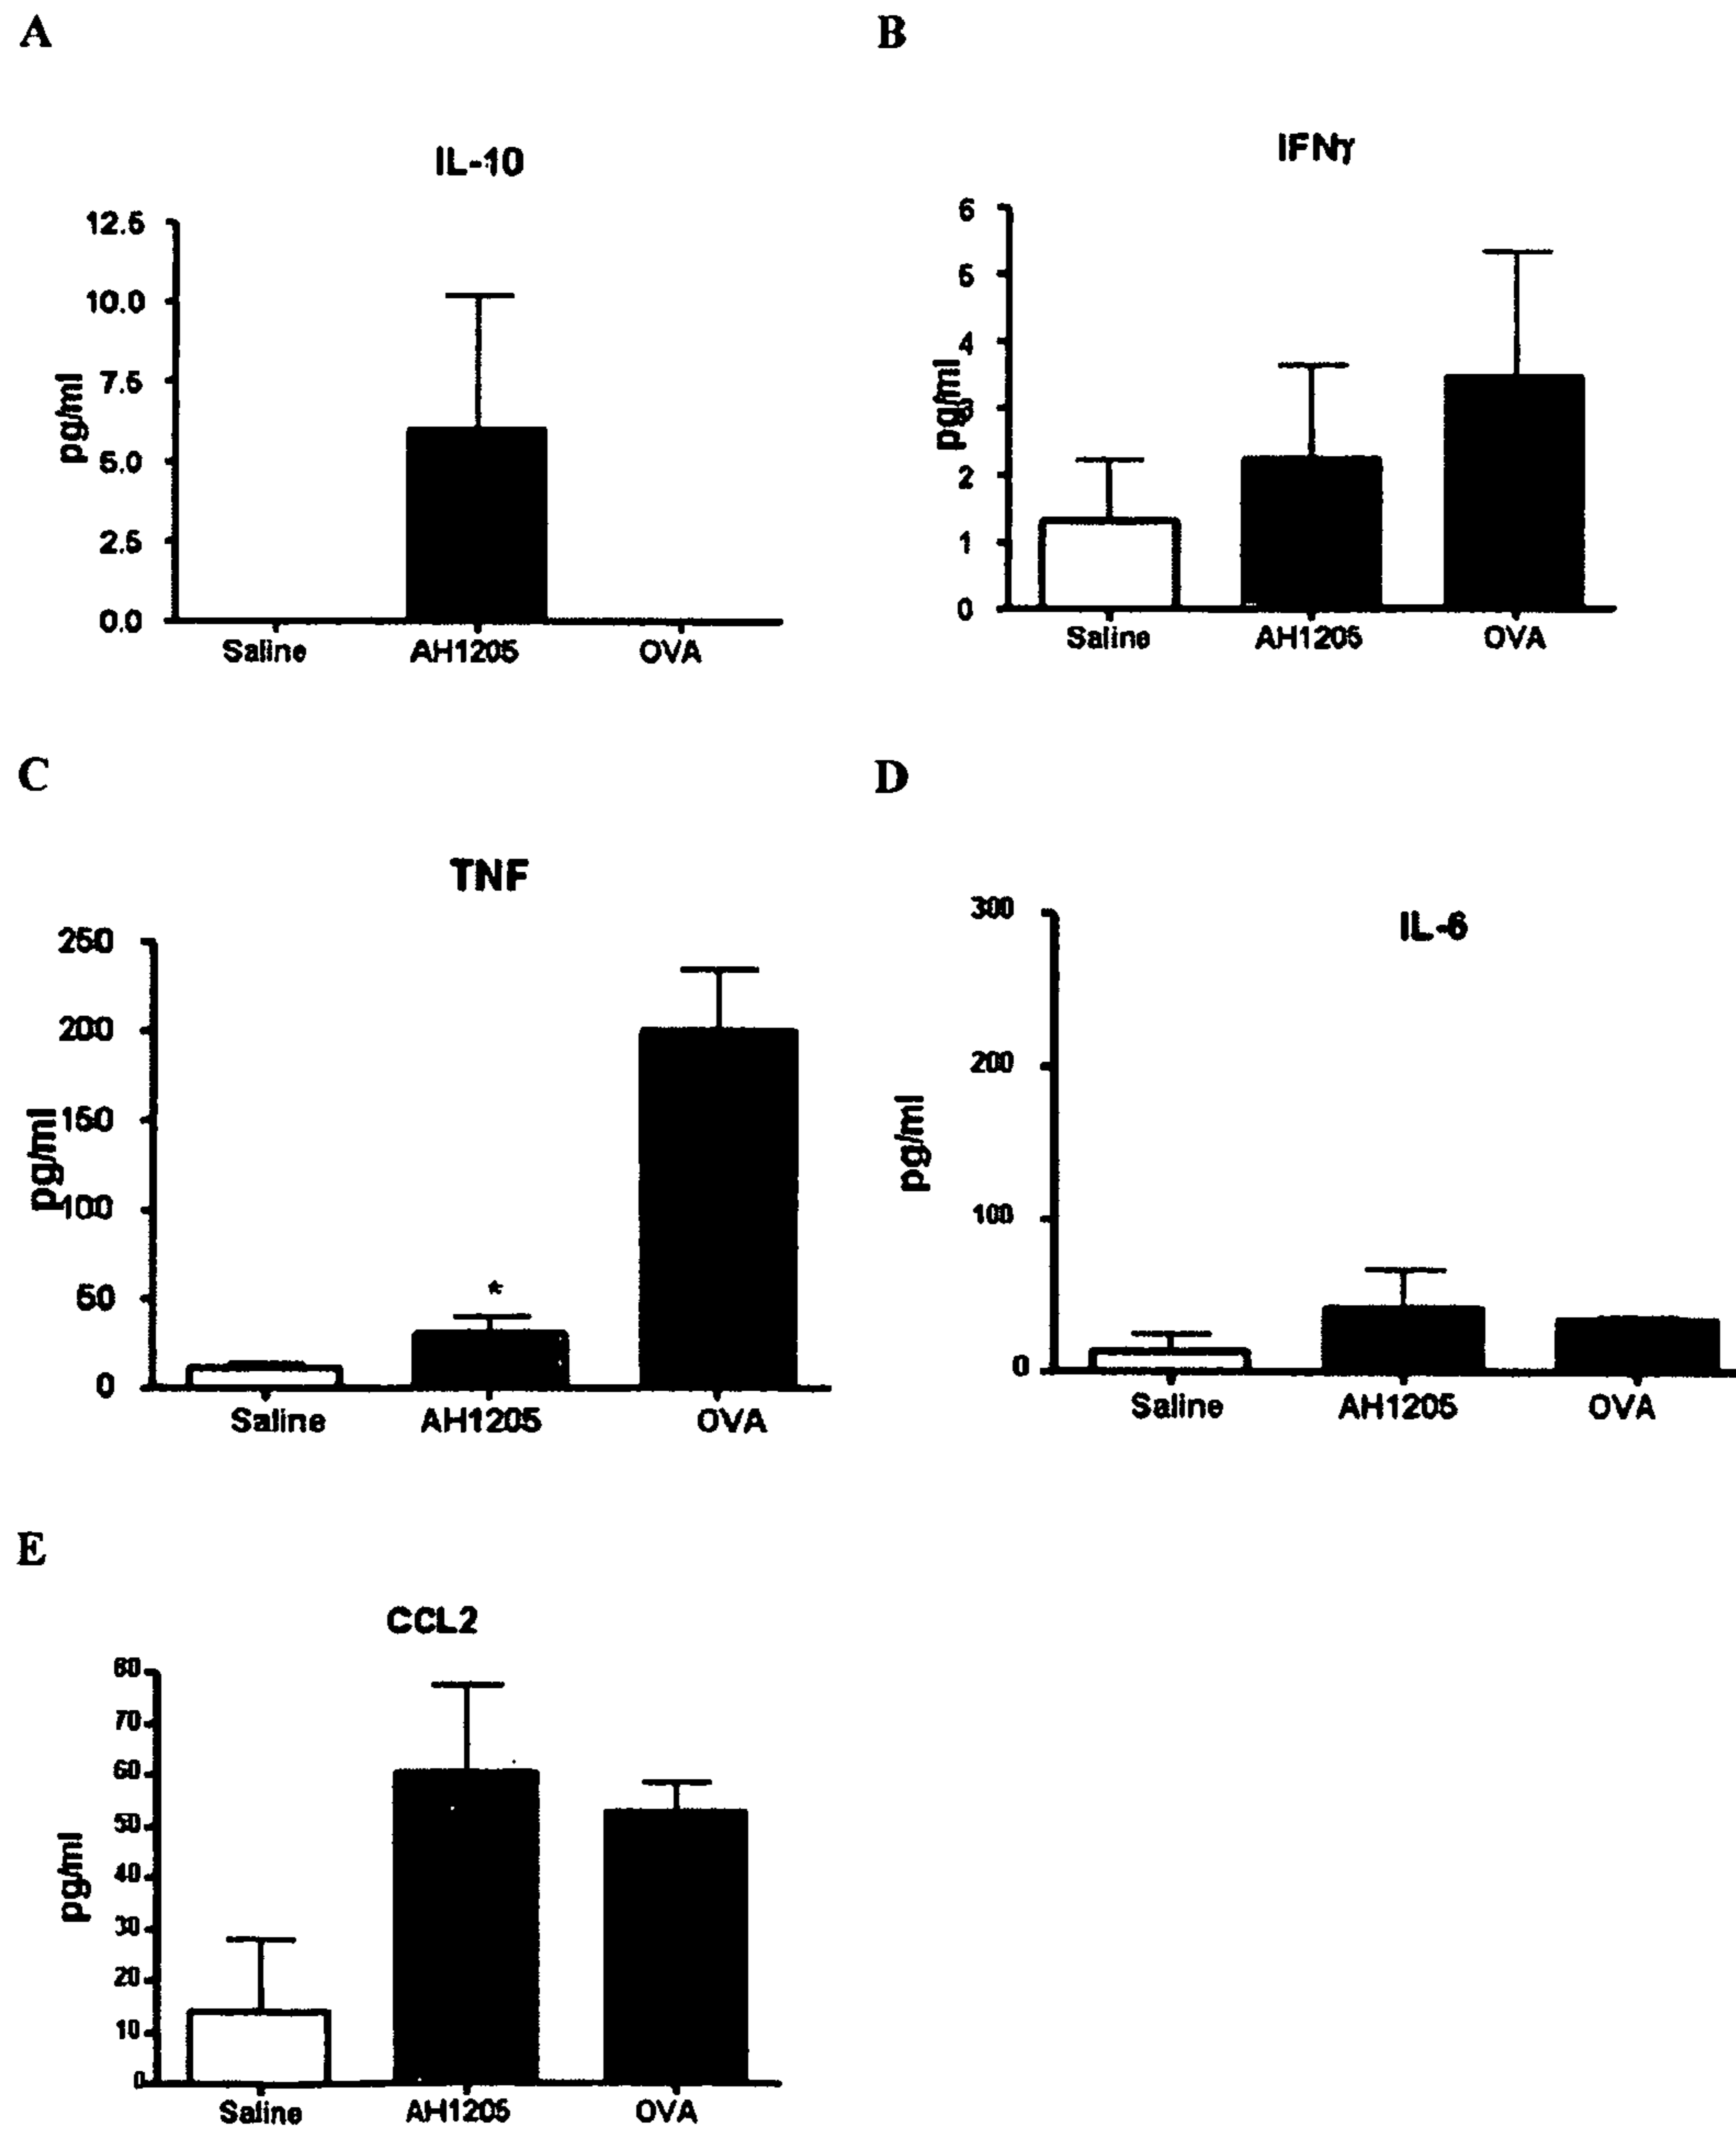 A
B
IL-10
IFNγ
12.5
10.0
7.5
5.0
2.5
0.0
pg/ml
Saline AH1205 OVA
6
5
4
3
2
1
0
pg/ml
Saline AH1205 OVA
C
D
TNF
IL-6
250
200
150
100
50
0
pg/ml
*
Saline AH1205 OVA
300
200
100
0
pg/ml
Saline AH1205 OVA
E
CCL2
80
70
60
50
40
30
20
10
0
pg/ml
Saline AH1205 OVA